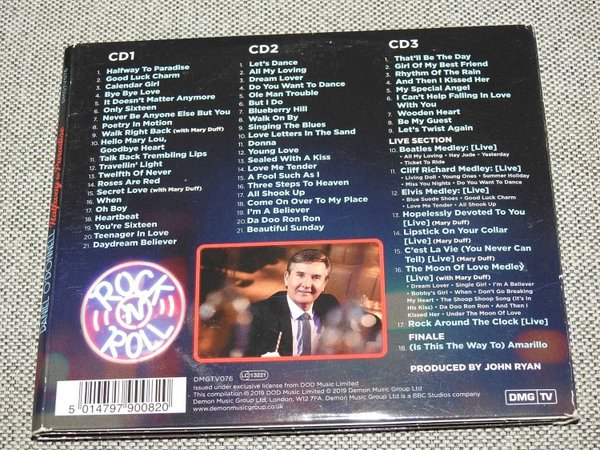 CD1
1. Halfway To Paradise
2. Good Luck Charm
3. Calendar Girl
4. Bye Bye Love
5. It Doesn't Matter Anymore
6. Only Sixteen
7. Never Be Anyone Else But You
8. Poetry In Motion
9. Walk Right Back (with Mary Duff)
10. Hello Mary Lou,
Goodbye Heart
11. Talk Back Trembling Lips
12. Travellin' Light
13. Twelfth Of Never
14. Roses Are Red
15. Secret Love (with Mary Duff)
16. When
17. Oh Boy
18. Heartbeat
19. You're Sixteen
20. Teenager In Love
21. Daydream Believer
CD2
1. Let's Dance
2. All My Loving
3. Dream Lover
4. Do You Want To Dance
5. Ole Man Trouble
6. But I Do
7. Blueberry Hill
8. Walk On By
9. Singing The Blues
10. Love Letters In The Sand
11. Donna
12. Young Love
13. Sealed With A Kiss
14. Love Me Tender
15. A Fool Such As I
16. Three Steps To Heaven
17. All Shook Up
18. Come On Over To My Place
19. I'm A Believer
20. Da Doo Ron Ron
21. Beautiful Sunday
CD3
1. That'll Be The Day
2. Girl Of My Best Friend
3. Rhythm Of The Rain
4. And Then I Kissed Her
5. My Special Angel
6. I Can't Help Falling In Love
With You
7. Wooden Heart
8. Be My Guest
9. Let's Twist Again
LIVE SECTION
10. Beatles Medley: [Live]
• All My Loving • Hey Jude • Yesterday
• Ticket To Ride
11. Cliff Richard Medley: [Live]
• Living Doll • Young Ones • Summer Holiday
• Miss You Nights • Do You Want To Dance
12. Elvis Medley: [Live]
• Blue Suede Shoes • Good Luck Charm
• Love Me Tender • All Shook Up
13. Hopelessly Devoted To You
[Live] (Mary Duff)
14. Lipstick On Your Collar
[Live] (Mary Duff)
15. C'est La Vie (You Never Can
Tell) [Live] (Mary Duff)
16. The Moon Of Love Medley
[Live] (with Mary Duff)
• Dream Lover • Single Girl • I'm A Believer
• Bobby's Girl • When • Don't Go Breaking
My Heart • The Shoop Shoop Song (It's In
His Kiss) • Da Doo Ron Ron • And Then I
Kissed Her • Under The Moon Of Love
17. Rock Around The Clock [Live]
FINALE
18. (Is This The Way To) Amarillo
PRODUCED BY JOHN RYAN
ROCK
'N'
ROLL
5 014797 900820
DMGTV076
LC 13221
Issued under exclusive license from DOD Music Limited
This compilation ℗ 2019 DOD Music Limited © 2019 Demon Music Group Ltd.
Demon Music Group Ltd, London, W12 7FA. Demon Music Group Ltd is a BBC Studios company
www.demonmusicgroup.co.uk
DMG TV
DANIEL O'DONNELL Halfway to Paradise